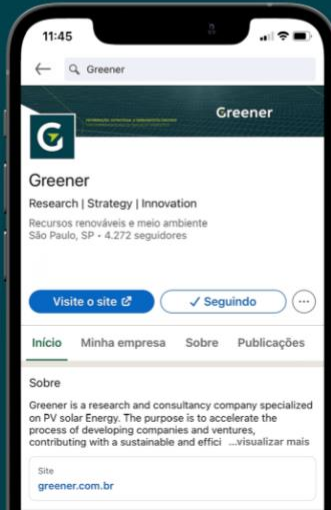 11:45
Greener
Greener
Greener
Research | Strategy | Innovation
Recursos renováveis e meio ambiente
São Paulo, SP • 4.272 seguidores
Visite o site
✓ Seguindo
Início Minha empresa Sobre Publicações
Sobre
Greener is a research and consultancy company specialized
on PV solar Energy. The purpose is to accelerate the
process of developing companies and ventures,
contributing with a sustainable and effici ...visualizar mais
Site
greener.com.br